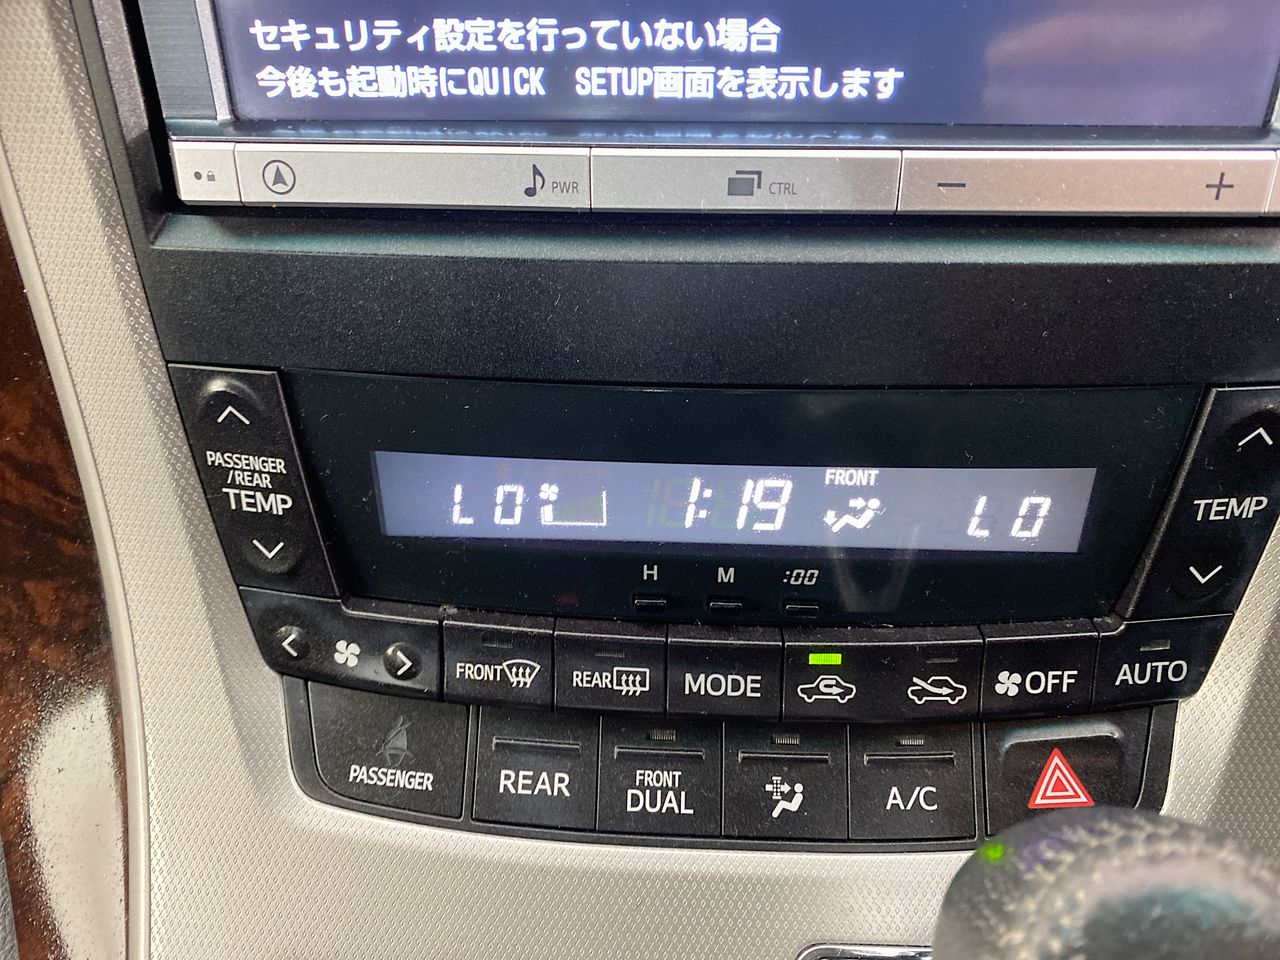 セキュリティ設定を行っていない場合
今後も起動時にQUICK SETUP画面を表示します
PWR
CTRL
− +
PASSENGER
/REAR
TEMP
LO 1:19 FRONT LO
TEMP
H M :00
FRONT REAR MODE OFF AUTO
PASSENGER REAR FRONT
DUAL A/C